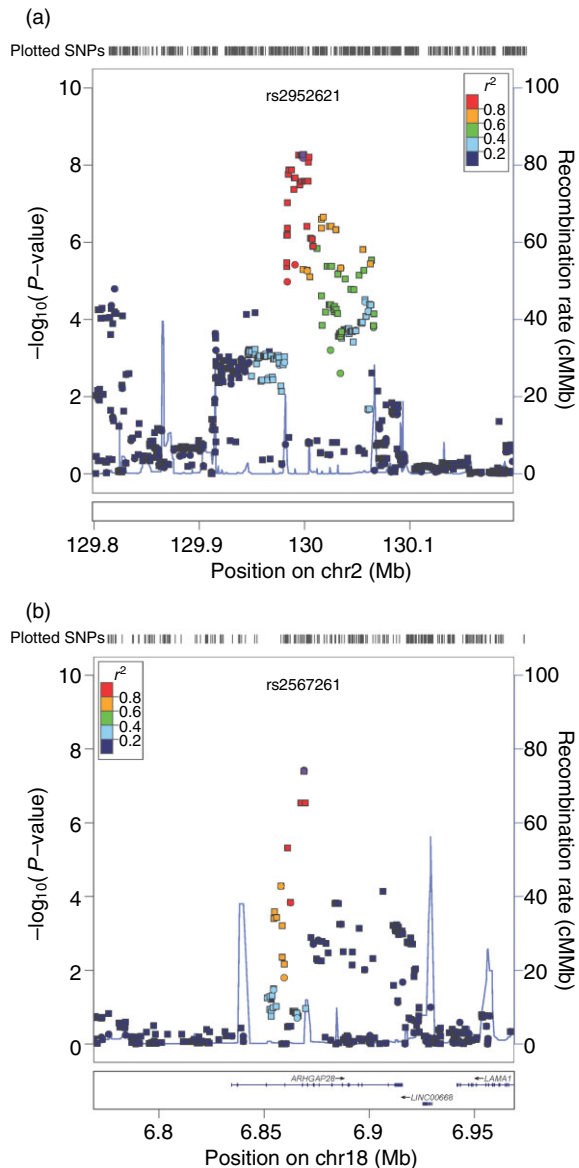 (a)
Plotted SNPs
10
8
6
4
2
0
−log10(P−value)
rs2952621
r2
0.8
0.6
0.4
0.2
100
80
60
40
20
0
Recombination rate (cMMb)
129.8 129.9 130 130.1
Position on chr2 (Mb)
(b)
Plotted SNPs
10
8
6
4
2
0
−log10(P−value)
r2
0.8
0.6
0.4
0.2
rs2567261
100
80
60
40
20
0
Recombination rate (cMMb)
ARHGAP28→
←LAMA1
←LINC00668
6.8 6.85 6.9 6.95
Position on chr18 (Mb)